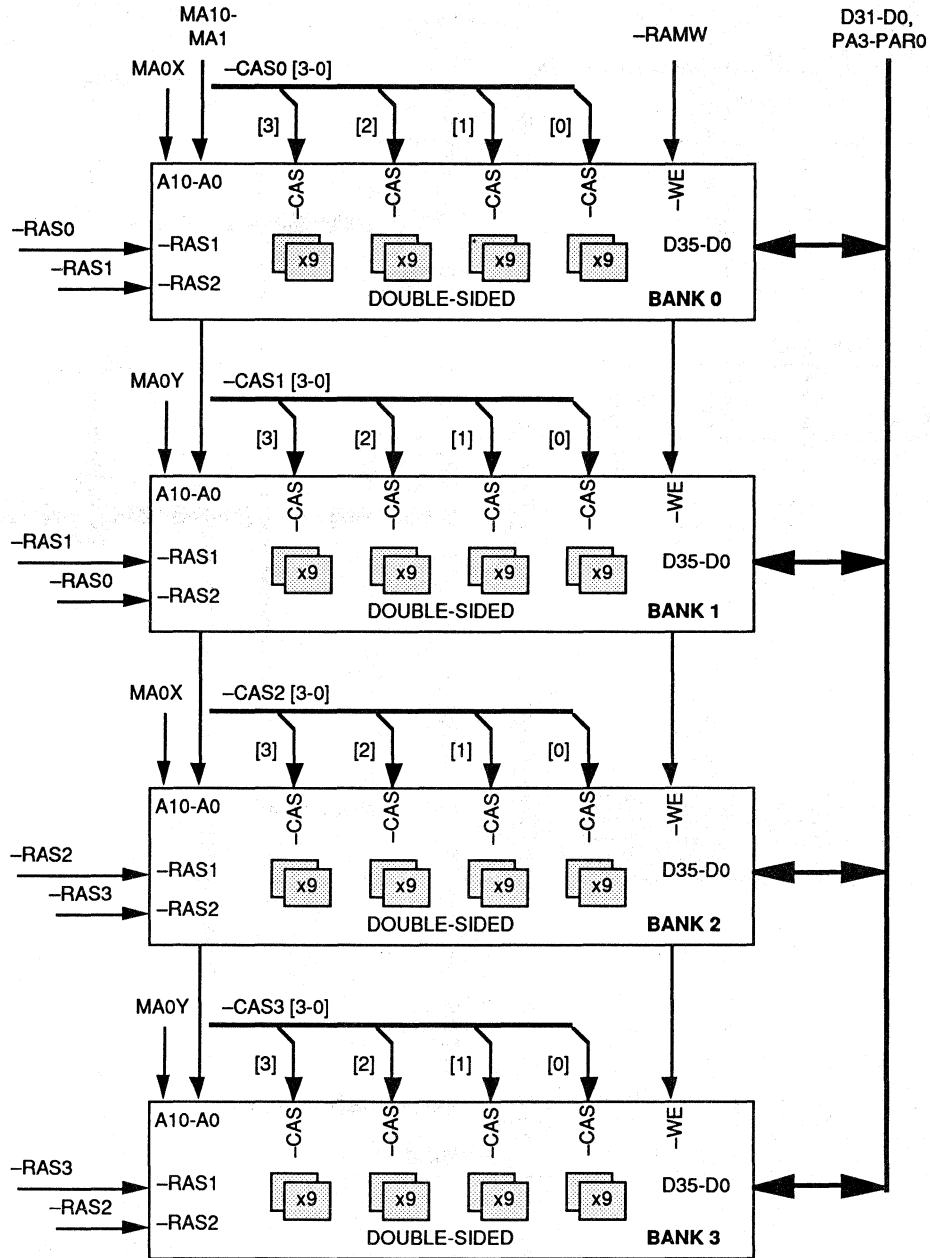 MA10-
MA1
D31-D0,
PA3-PAR0
–RAMW
MA0X
–CAS0 [3-0]
[3] [2] [1] [0]
A10-A0
–CAS –CAS –CAS –CAS –WE
–RAS0
–RAS1
–RAS1
–RAS2
x9 x9 x9 x9
D35-D0
DOUBLE-SIDED
BANK 0
MA0Y
–CAS1 [3-0]
[3] [2] [1] [0]
A10-A0
–CAS –CAS –CAS –CAS –WE
–RAS1
–RAS1
–RAS0
–RAS2
x9 x9 x9 x9
D35-D0
DOUBLE-SIDED
BANK 1
MA0X
–CAS2 [3-0]
[3] [2] [1] [0]
A10-A0
–CAS –CAS –CAS –CAS –WE
–RAS2
–RAS1
–RAS3
–RAS2
x9 x9 x9 x9
D35-D0
DOUBLE-SIDED
BANK 2
MA0Y
–CAS3 [3-0]
[3] [2] [1] [0]
A10-A0
–CAS –CAS –CAS –CAS –WE
–RAS3
–RAS1
–RAS2
–RAS2
x9 x9 x9 x9
D35-D0
DOUBLE-SIDED
BANK 3